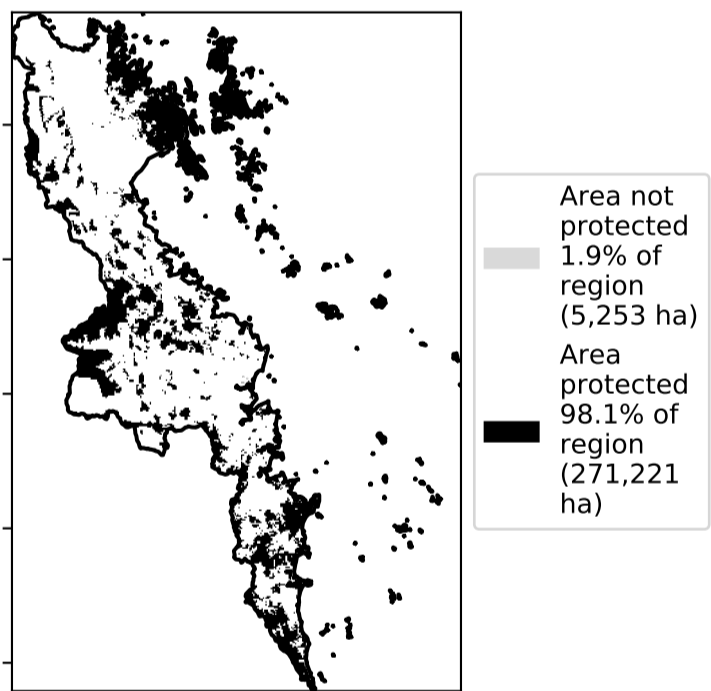 Area not
protected
1.9% of
region
(5,253 ha)
Area
protected
98.1% of
region
(271,221
ha)